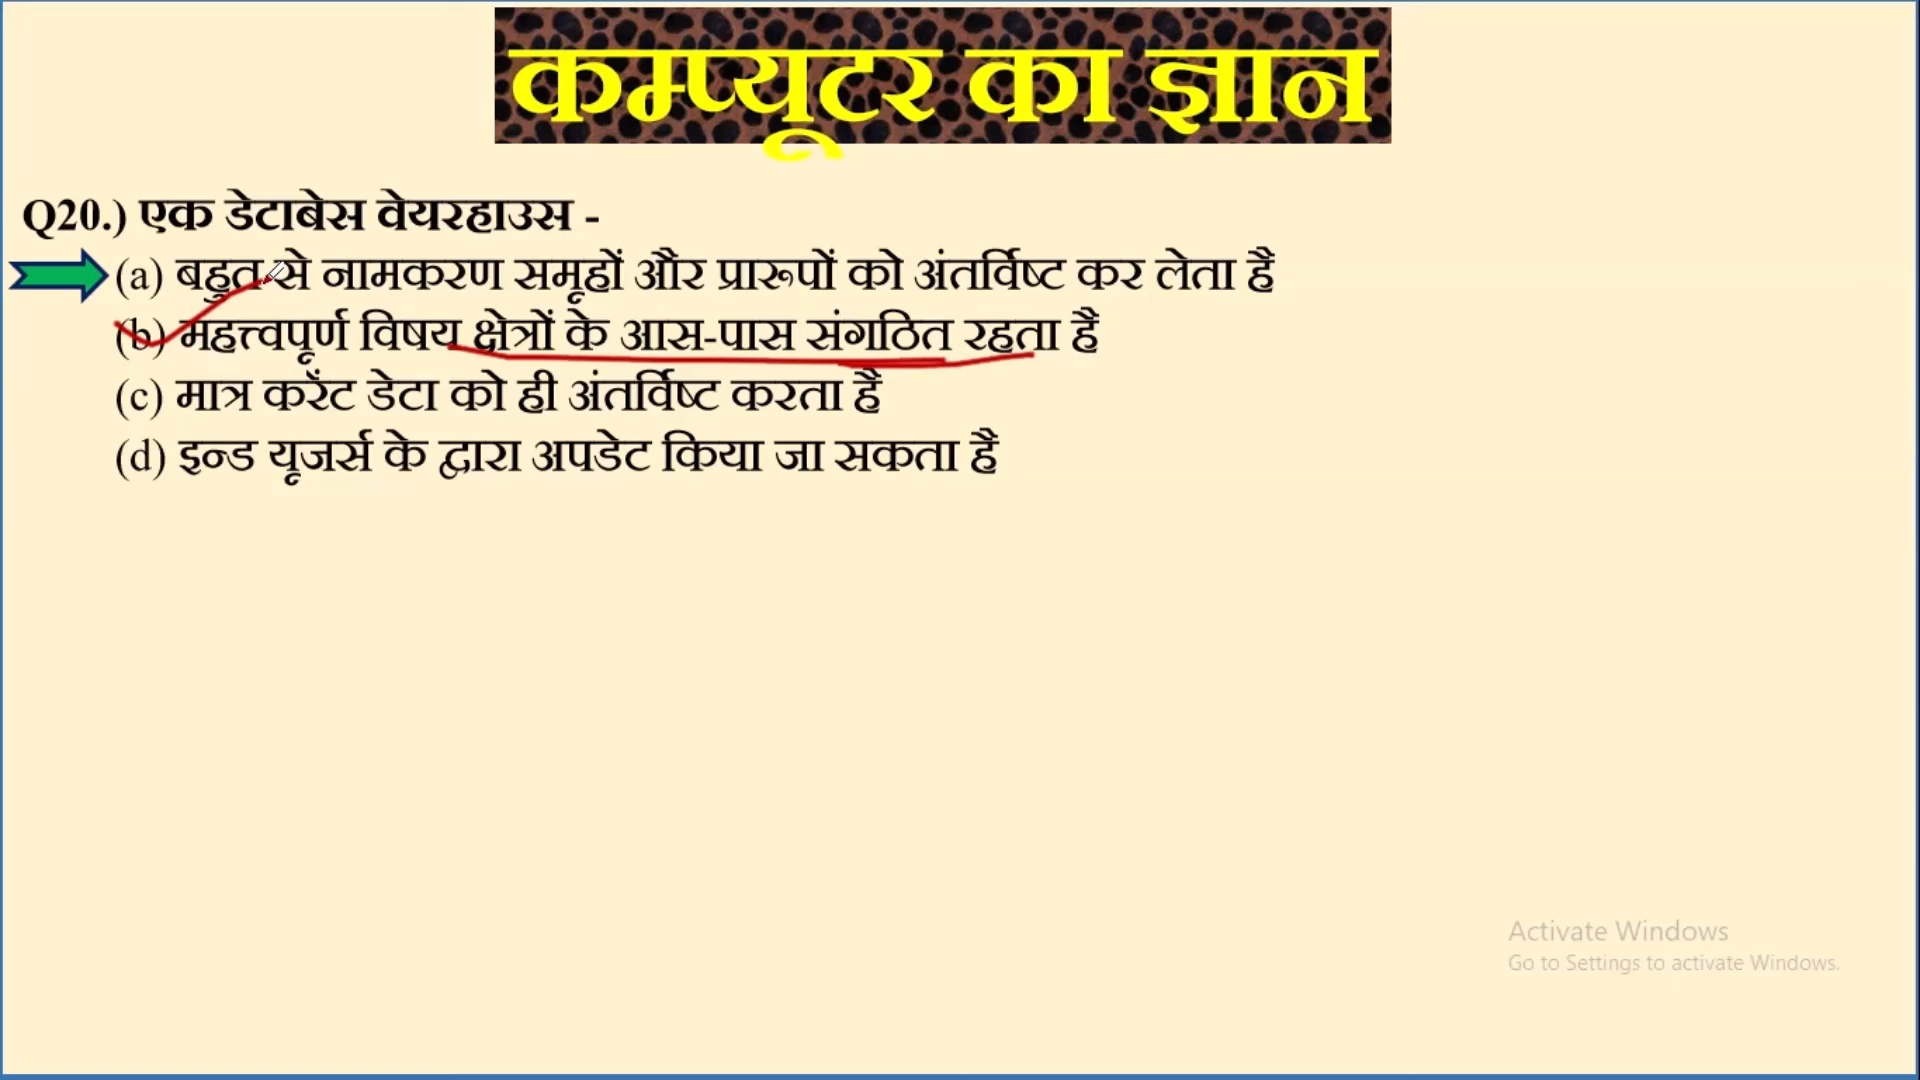 कम्प्यूटर का ज्ञान
Q20.) एक डेटाबेस वेयरहाउस -
(a) बहुत से नामकरण समूहों और प्रारूपों को अंतर्विष्ट कर लेता है
(b) महत्त्वपूर्ण विषय क्षेत्रों के आस-पास संगठित रहता है
(c) मात्र करेंट डेटा को ही अंतर्विष्ट करता है
(d) इन्ड यूजर्स के द्वारा अपडेट किया जा सकता है
Activate Windows
Go to Settings to activate Windows.